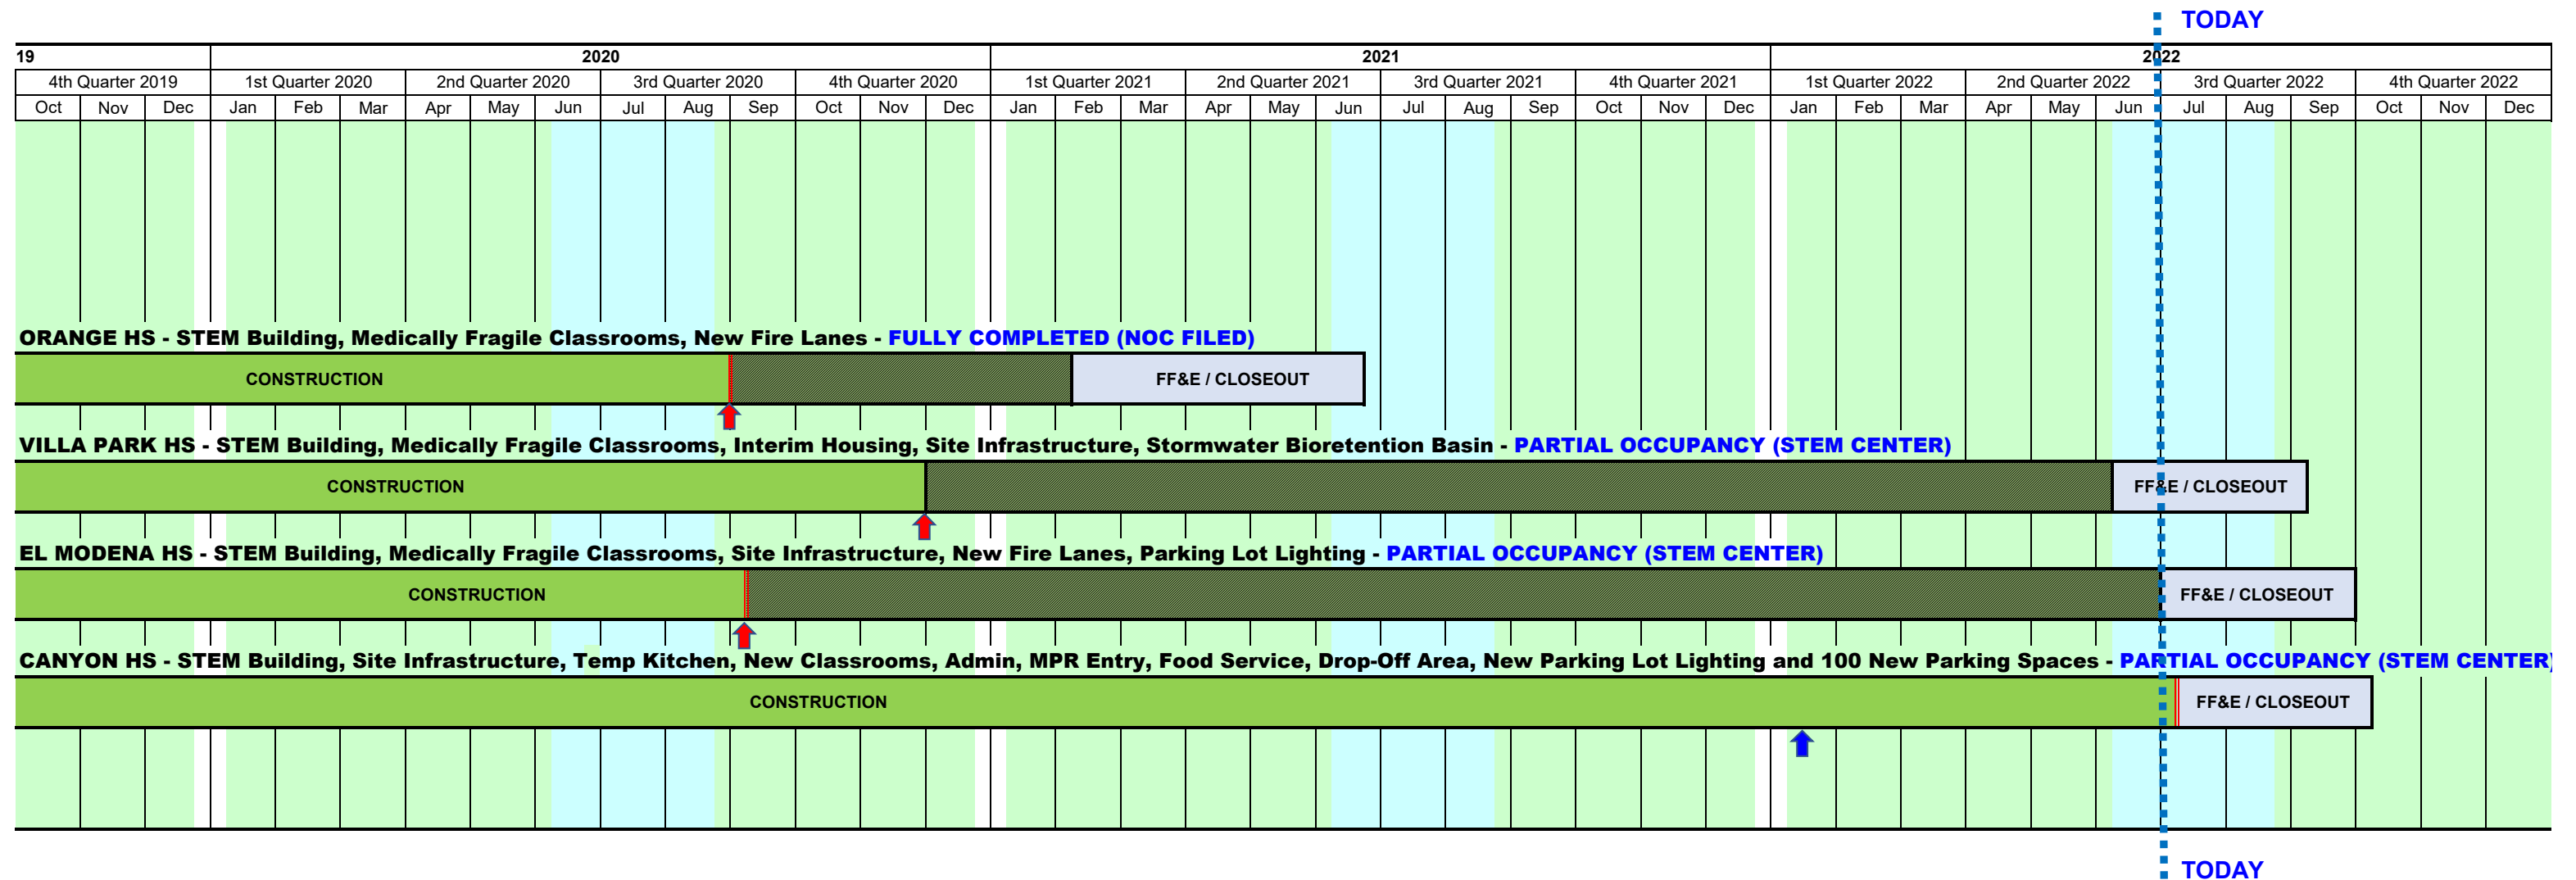 TODAY
19 2020 2021 2022
4th Quarter 2019 1st Quarter 2020 2nd Quarter 2020 3rd Quarter 2020 4th Quarter 2020 1st Quarter 2021 2nd Quarter 2021 3rd Quarter 2021 4th Quarter 2021 1st Quarter 2022 2nd Quarter 2022 3rd Quarter 2022 4th Quarter 2022
Oct Nov Dec Jan Feb Mar Apr May Jun Jul Aug Sep Oct Nov Dec Jan Feb Mar Apr May Jun Jul Aug Sep Oct Nov Dec Jan Feb Mar Apr May Jun Jul Aug Sep Oct Nov Dec
ORANGE HS - STEM Building, Medically Fragile Classrooms, New Fire Lanes - FULLY COMPLETED (NOC FILED)
CONSTRUCTION FF&E / CLOSEOUT
VILLA PARK HS - STEM Building, Medically Fragile Classrooms, Interim Housing, Site Infrastructure, Stormwater Bioretention Basin - PARTIAL OCCUPANCY (STEM CENTER)
CONSTRUCTION FF&E / CLOSEOUT
EL MODENA HS - STEM Building, Medically Fragile Classrooms, Site Infrastructure, New Fire Lanes, Parking Lot Lighting - PARTIAL OCCUPANCY (STEM CENTER)
CONSTRUCTION FF&E / CLOSEOUT
CANYON HS - STEM Building, Site Infrastructure, Temp Kitchen, New Classrooms, Admin, MPR Entry, Food Service, Drop-Off Area, New Parking Lot Lighting and 100 New Parking Spaces - PARTIAL OCCUPANCY (STEM CENTER)
CONSTRUCTION FF&E / CLOSEOUT
TODAY